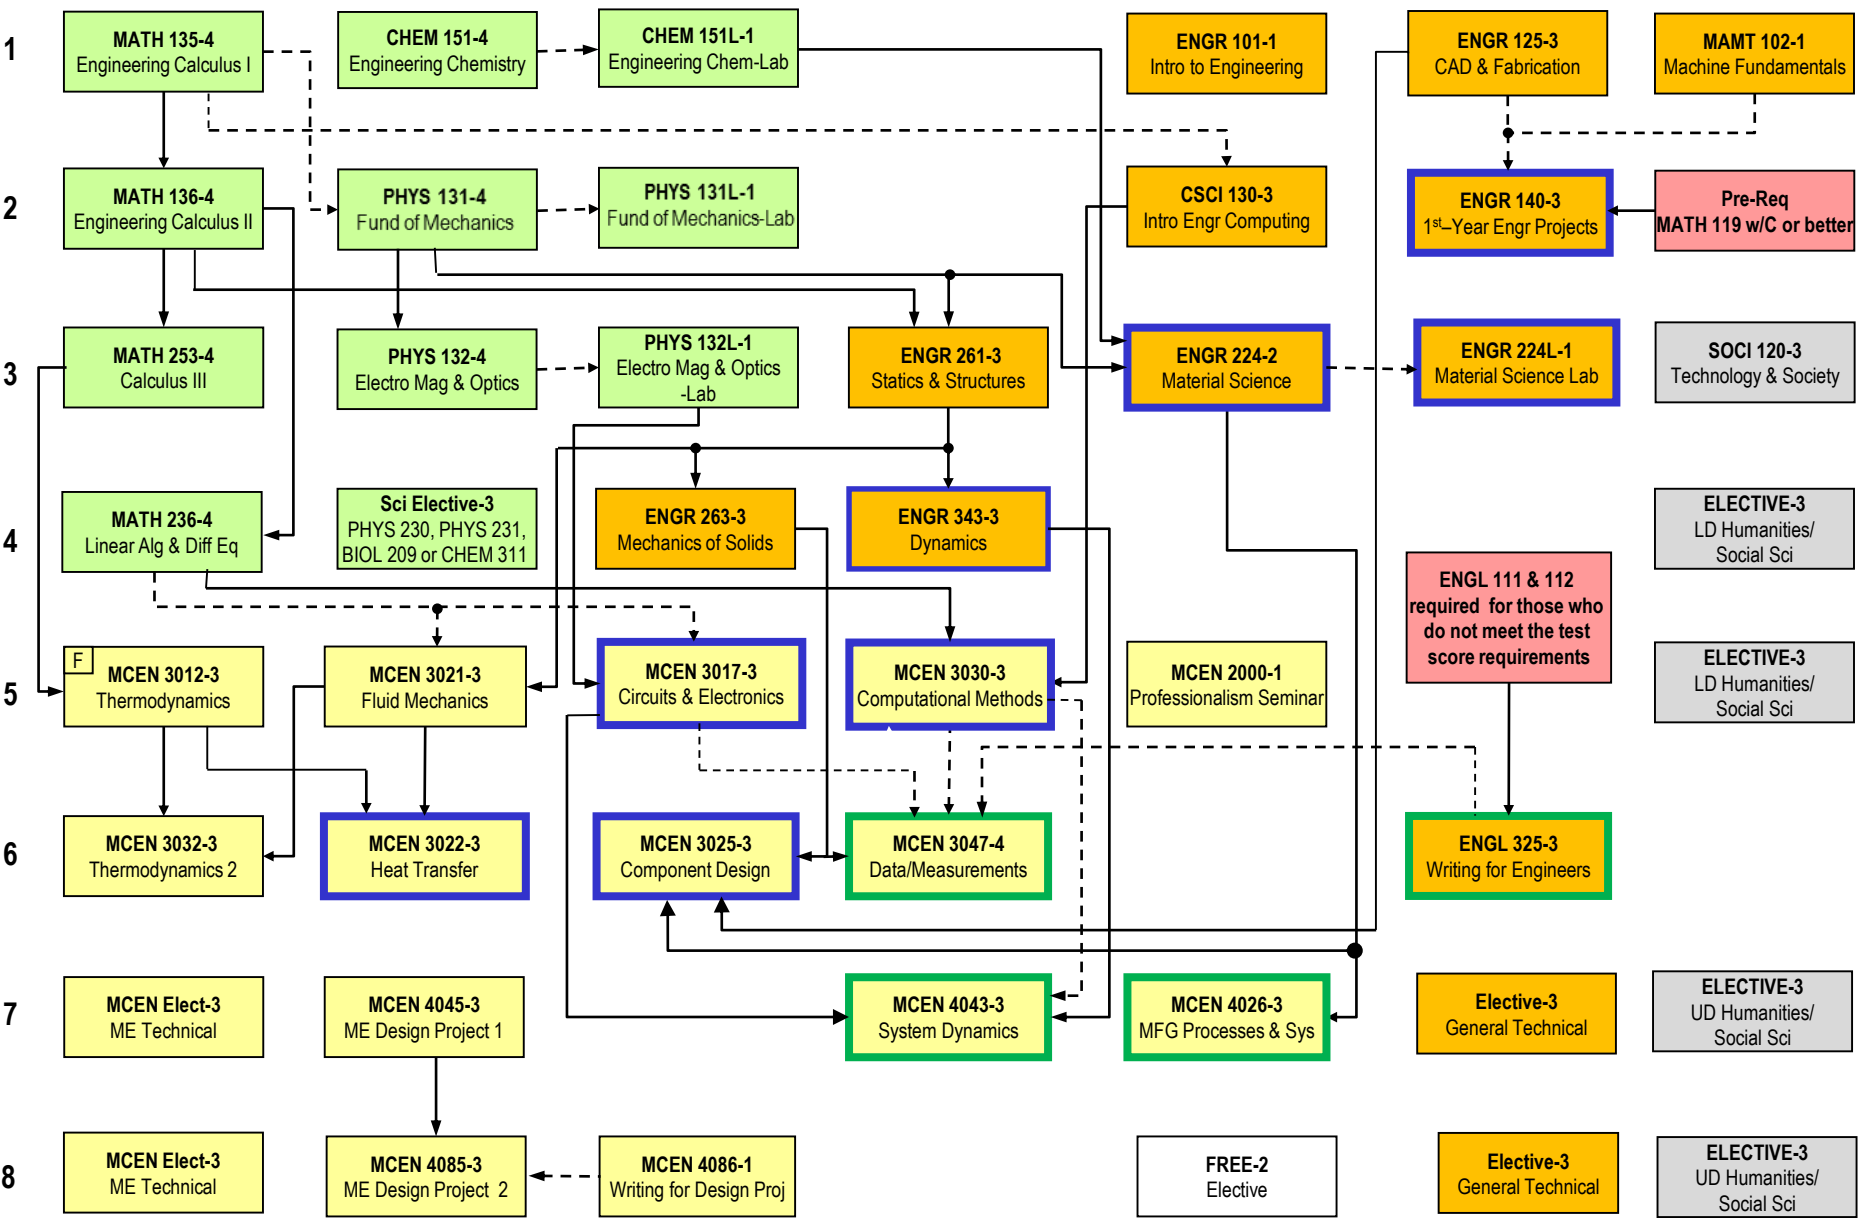 1
MATH 135-4
Engineering Calculus I
CHEM 151-4
Engineering Chemistry
CHEM 151L-1
Engineering Chem-Lab
ENGR 101-1
Intro to Engineering
ENGR 125-3
CAD & Fabrication
MAMT 102-1
Machine Fundamentals
2
MATH 136-4
Engineering Calculus II
PHYS 131-4
Fund of Mechanics
PHYS 131L-1
Fund of Mechanics-Lab
CSCI 130-3
Intro Engr Computing
ENGR 140-3
1st–Year Engr Projects
Pre-Req
MATH 119 w/C or better
3
MATH 253-4
Calculus III
PHYS 132-4
Electro Mag & Optics
PHYS 132L-1
Electro Mag & Optics
-Lab
ENGR 261-3
Statics & Structures
ENGR 224-2
Material Science
ENGR 224L-1
Material Science Lab
SOCI 120-3
Technology & Society
4
MATH 236-4
Linear Alg & Diff Eq
Sci Elective-3
PHYS 230, PHYS 231,
BIOL 209 or CHEM 311
ENGR 263-3
Mechanics of Solids
ENGR 343-3
Dynamics
ENGL 111 & 112
required for those who
do not meet the test
score requirements
ELECTIVE-3
LD Humanities/
Social Sci
5
F
MCEN 3012-3
Thermodynamics
MCEN 3021-3
Fluid Mechanics
MCEN 3017-3
Circuits & Electronics
MCEN 3030-3
Computational Methods
MCEN 2000-1
Professionalism Seminar
ELECTIVE-3
LD Humanities/
Social Sci
6
MCEN 3032-3
Thermodynamics 2
MCEN 3022-3
Heat Transfer
MCEN 3025-3
Component Design
MCEN 3047-4
Data/Measurements
ENGL 325-3
Writing for Engineers
7
MCEN Elect-3
ME Technical
MCEN 4045-3
ME Design Project 1
MCEN 4043-3
System Dynamics
MCEN 4026-3
MFG Processes & Sys
Elective-3
General Technical
ELECTIVE-3
UD Humanities/
Social Sci
8
MCEN Elect-3
ME Technical
MCEN 4085-3
ME Design Project 2
MCEN 4086-1
Writing for Design Proj
FREE-2
Elective
Elective-3
General Technical
ELECTIVE-3
UD Humanities/
Social Sci